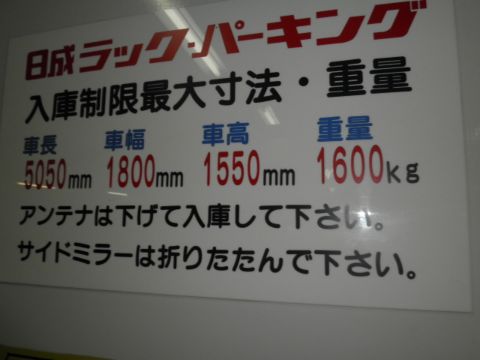 日成ラック・パーキング
入庫制限最大寸法・重量
車長 車幅 車高 重量
5050mm 1800mm 1550mm 1600kg
アンテナは下げて入庫して下さい。
サイドミラーは折りたたんで下さい。